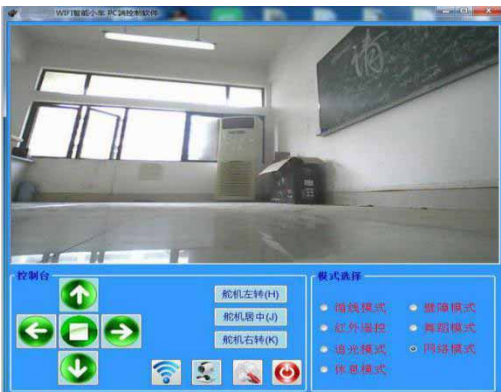 WIFI智能小车 PC端控制软件
请
控制台
舵机左转(H)
舵机居中(J)
舵机右转(K)
模式选择
循线模式
避障模式
红外遥控
舞蹈模式
追光模式
网络模式
休息模式